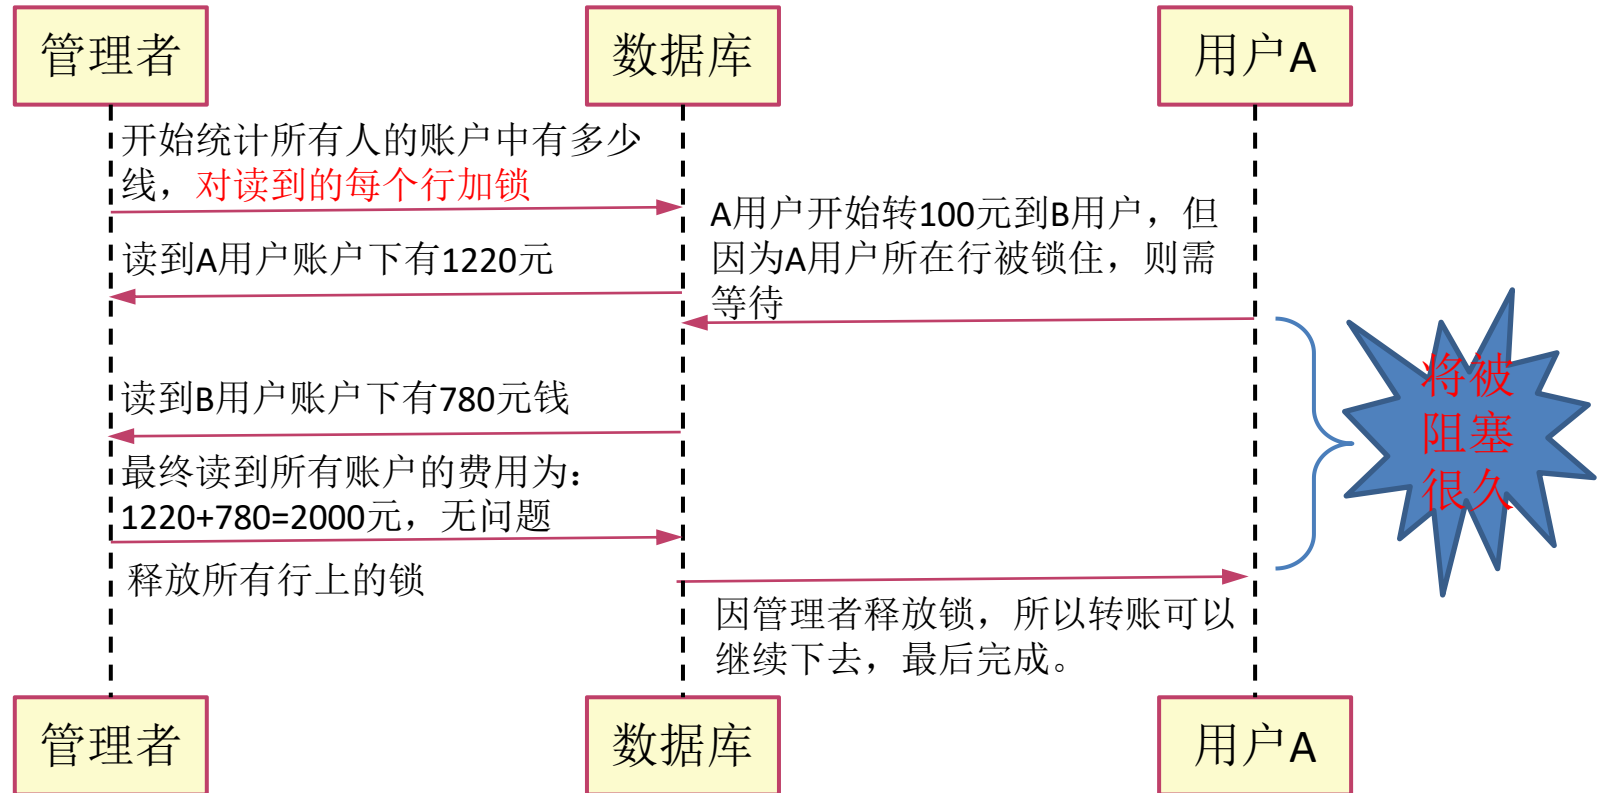 管理者
数据库
用户A
开始统计所有人的账户中有多少
线，对读到的每个行加锁
A用户开始转100元到B用户，但
因为A用户所在行被锁住，则需
等待
读到A用户账户下有1220元
将被
阻塞
很久
读到B用户账户下有780元钱
最终读到所有账户的费用为：
1220+780=2000元，无问题
释放所有行上的锁
因管理者释放锁，所以转账可以
继续下去，最后完成。
管理者
数据库
用户A